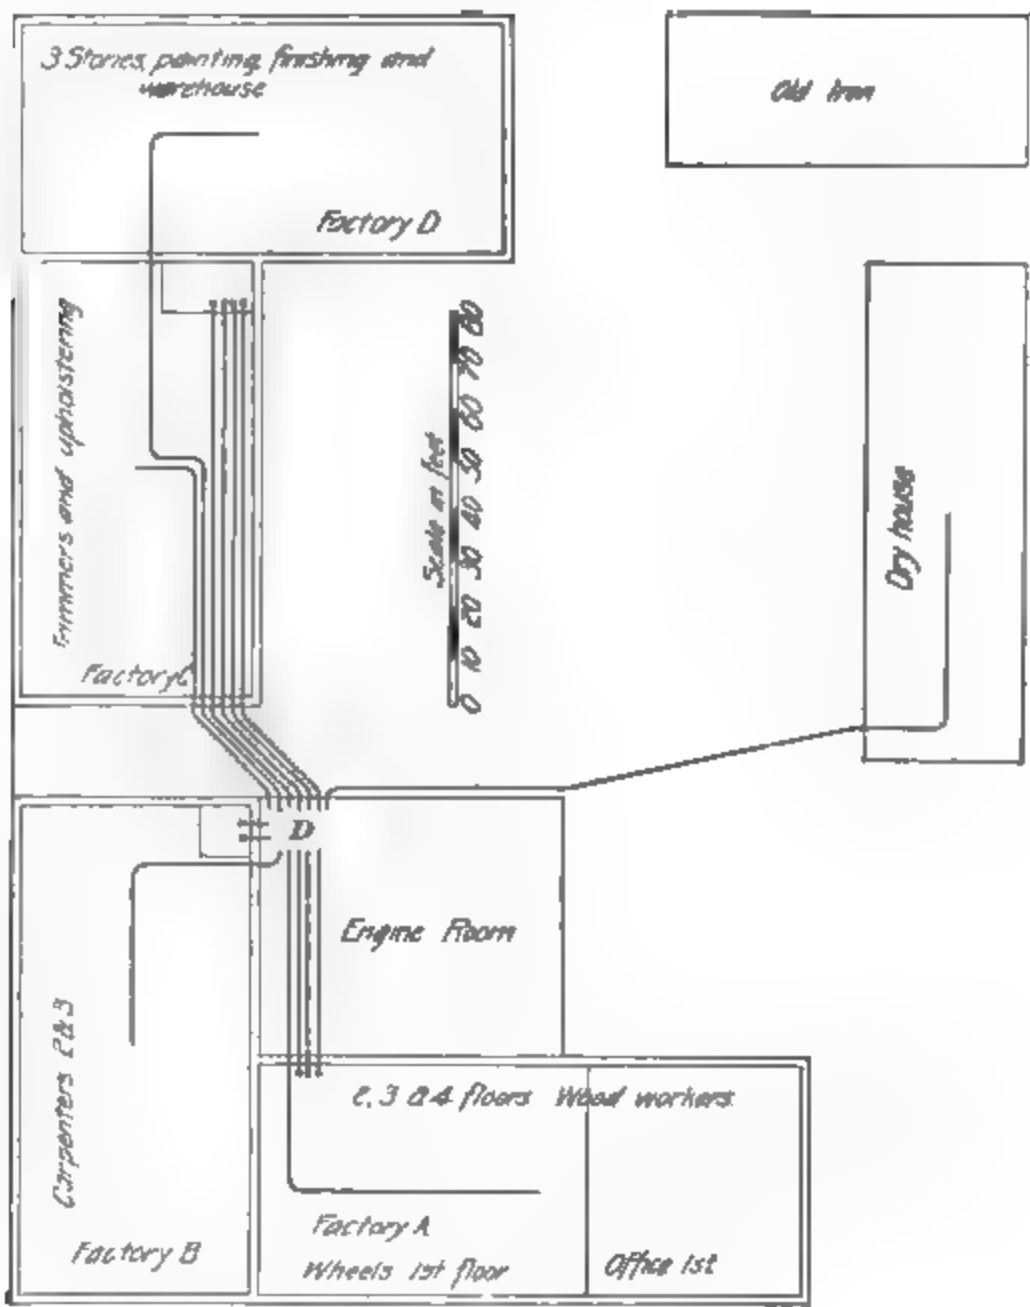 3 Stories, painting, finishing and
warehouse
Factory D
Old Iron
Trimmers and upholstering
Factory C
Scale in feet
0 10 20 30 40 50 60 70 80
Dry house
D
Engine Room
Carpenters 2 & 3
Factory B
2, 3 & 4 floors Wood workers
Factory A
Wheels 1st floor
Office 1st